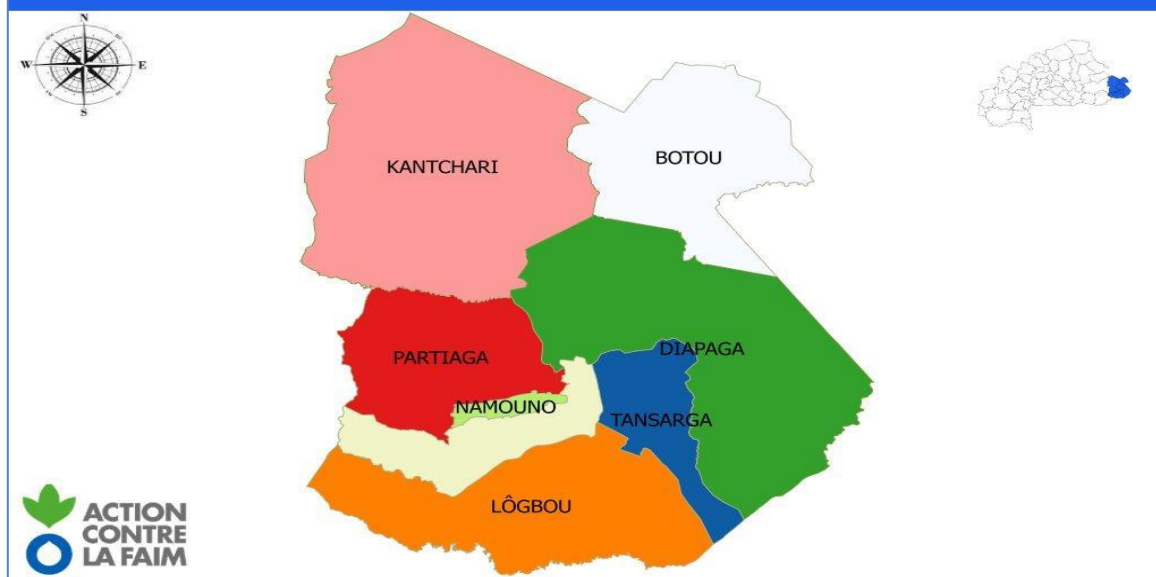 N
W
E
S
KANTCHARI
BOTOU
DIAPAGA
PARTIAGA
NAMOUNO
TANSARGA
LÔGBOU
ACTION
CONTRE
LA FAIM